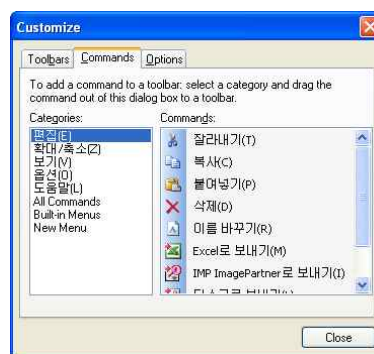 Customize
Toolbars Commands Options
To add a command to a toolbar: select a category and drag the
command out of this dialog box to a toolbar.
Categories:
편집(E)
확대/축소(Z)
보기(V)
옵션(O)
도움말(L)
All Commands
Built-in Menus
New Menu
Commands:
잘라내기(T)
복사(C)
붙여넣기(P)
삭제(D)
이름 바꾸기(R)
Excel로 보내기(M)
IMP ImagePartner로 보내기(I)
Close